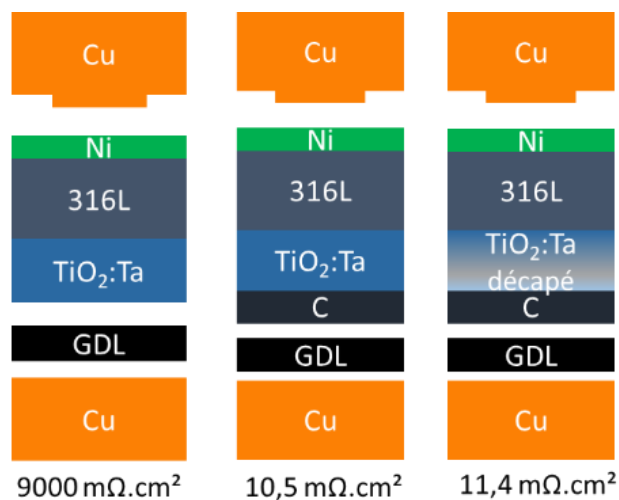 Cu
Cu
Cu
Ni
Ni
Ni
316L
316L
316L
TiO₂:Ta
TiO₂:Ta
TiO₂:Ta
décapé
C
C
GDL
GDL
GDL
Cu
Cu
Cu
9000 mΩ.cm²
10,5 mΩ.cm²
11,4 mΩ.cm²